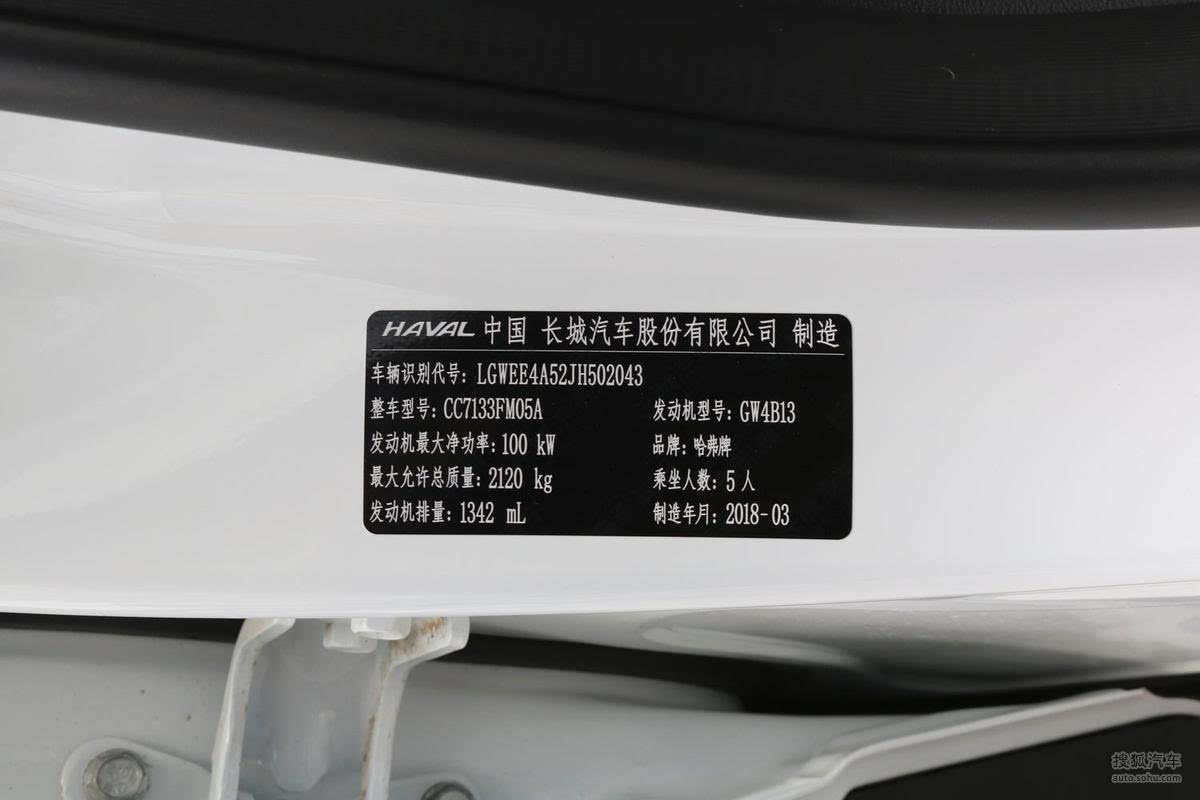 HAVAL 中国 长城汽车股份有限公司 制造
车辆识别代号: LGWEE4A52JH502043
整车型号: CC7133FM05A 发动机型号: GW4B13
发动机最大净功率: 100 kW 品牌: 哈弗牌
最大允许总质量: 2120 kg 乘坐人数: 5 人
发动机排量: 1342 mL 制造年月: 2018-03
搜狐汽车
auto.sohu.com